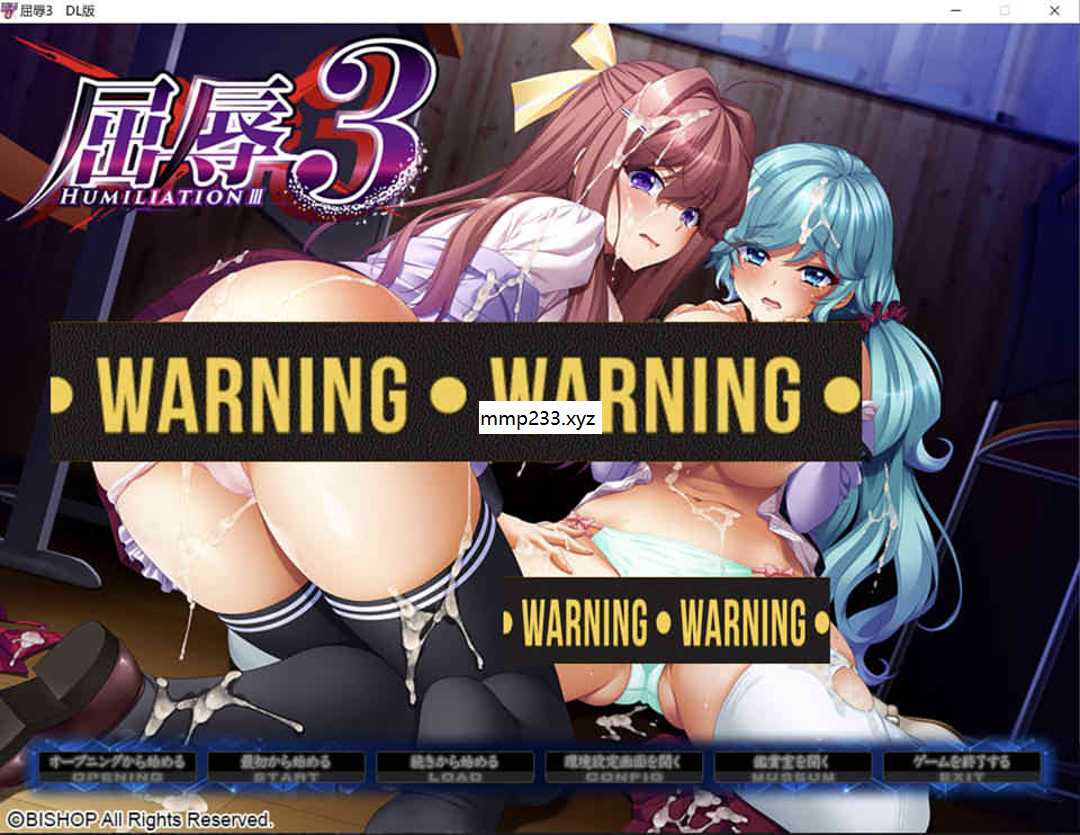 屈辱3 DL版
屈辱3
HUMILIATION III
WARNING • WARNING
mmp233.xyz
WARNING • WARNING
オープニングから始める 最初から始める 続きから始める 環境設定画面を開く 鑑賞室を開く ゲームを終了する
OPENING START LOAD CONFIG MUSEUM EXIT
©BISHOP All Rights Reserved.